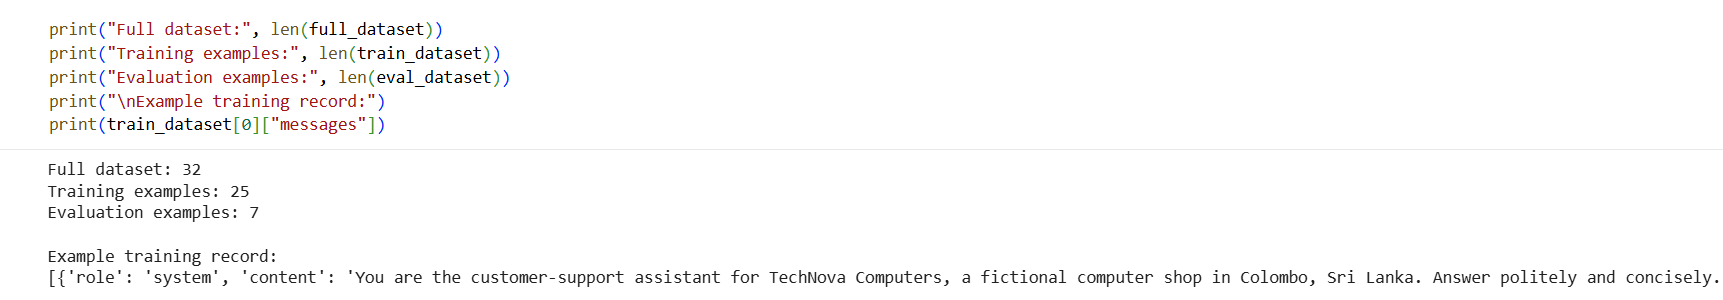 print("Full dataset:", len(full_dataset))
print("Training examples:", len(train_dataset))
print("Evaluation examples:", len(eval_dataset))
print("\nExample training record:")
print(train_dataset[0]["messages"])
Full dataset: 32
Training examples: 25
Evaluation examples: 7
Example training record:
[{'role': 'system', 'content': 'You are the customer-support assistant for TechNova Computers, a fictional computer shop in Colombo, Sri Lanka. Answer politely and concisely.